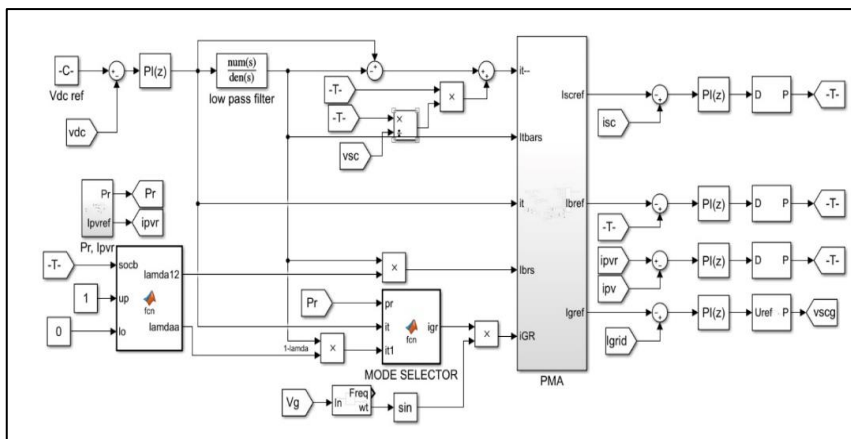 -C-
Vdc ref
vdc
PI(z)
num(s)
den(s)
low pass filter
-T-
-T-
vsc
×
÷
×
it--
Itbars
it
Ibrs
iGR
Iscref
Ibref
Igref
PMA
isc
PI(z)
D P
-T-
-T-
PI(z)
D P
-T-
ipvr
ipv
PI(z)
D P
-T-
Igrid
PI(z)
Uref P
vscg
Pr
Ipvref
Pr
ipvr
Pr, Ipvr
-T-
1
0
socb
up
lo
lamda12
lamdaa
fcn
×
1-lamda
×
Pr
pr
it
it1
igr
fcn
MODE SELECTOR
×
Vg
In
Freq
wt
sin